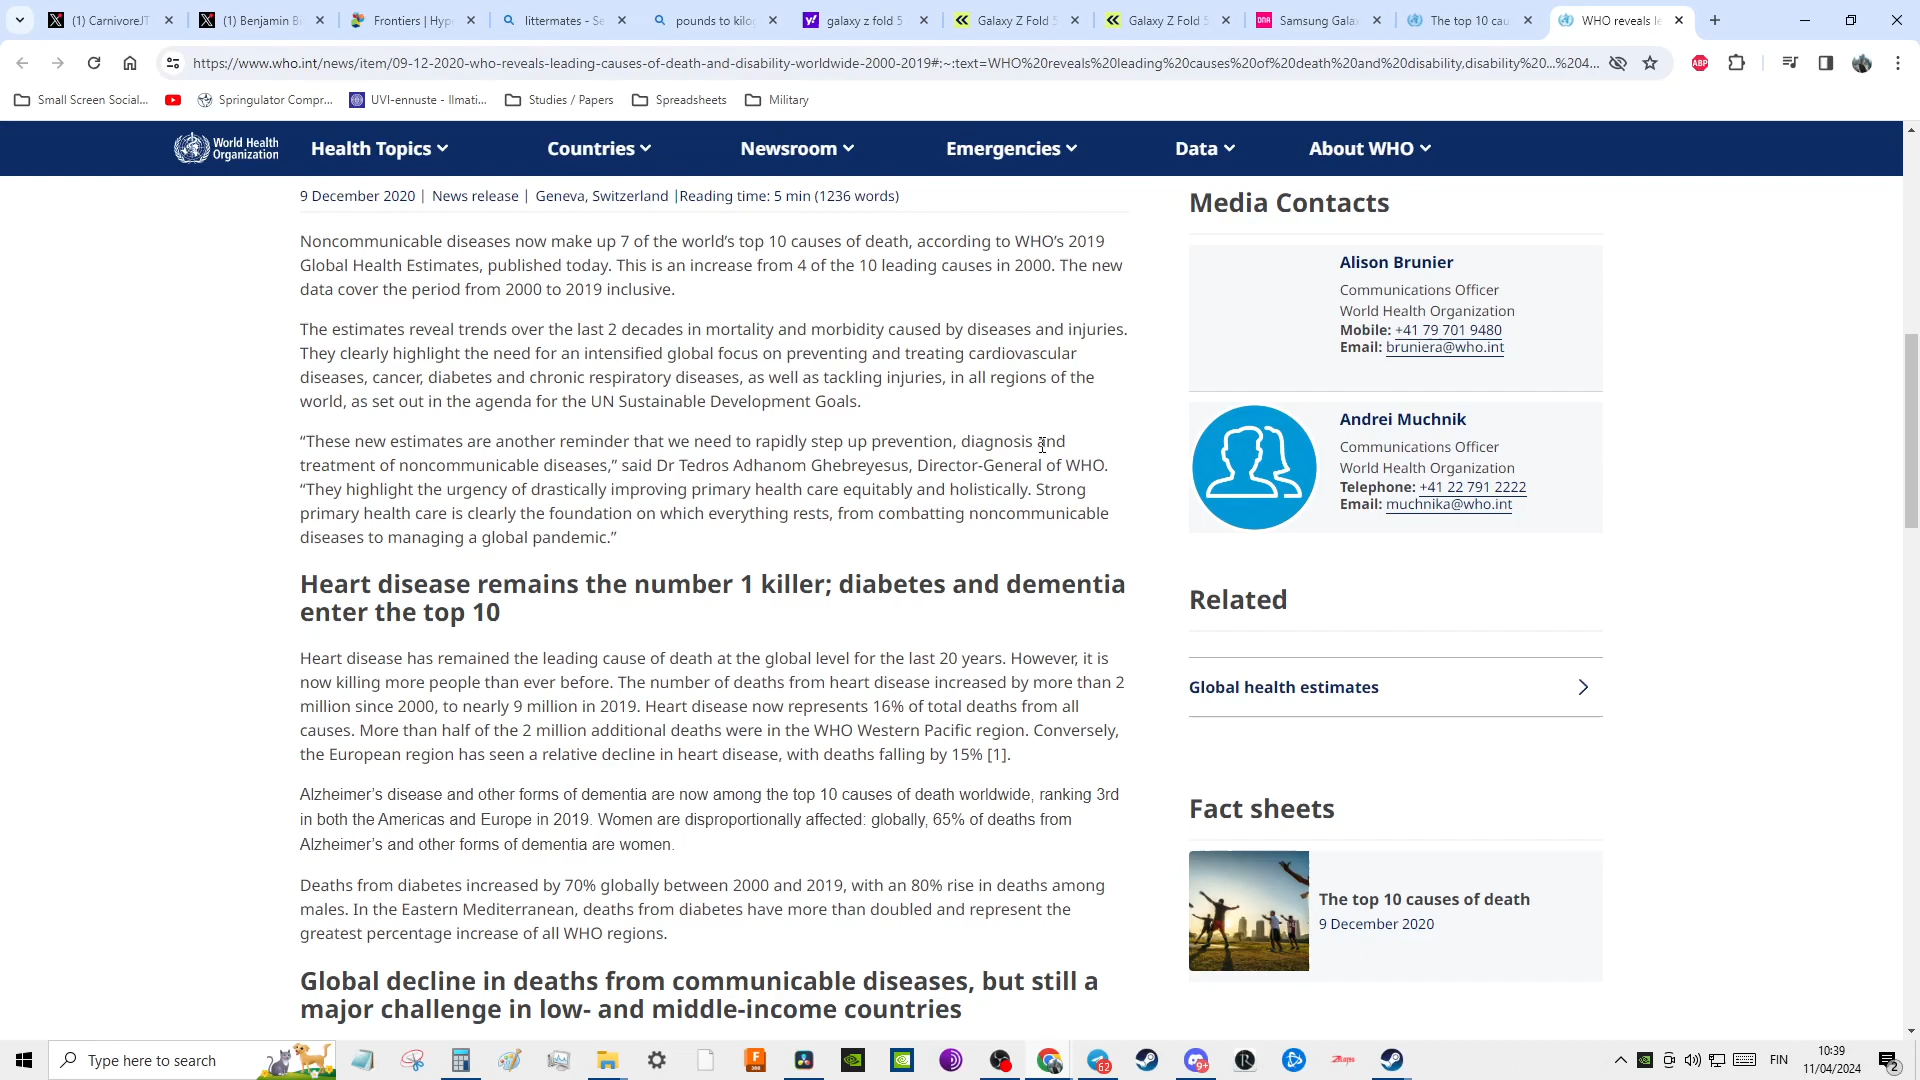 (1) CarnivoreJT
(1) Benjamin B
Frontiers | Hyp
littermates - Se
pounds to kilo
galaxy z fold 5
Galaxy Z Fold 5
Galaxy Z Fold 5
Samsung Gala
The top 10 cau
WHO reveals le
https://www.who.int/news/item/09-12-2020-who-reveals-leading-causes-of-death-and-disability-worldwide-2000-2019#:~:text=WHO%20reveals%20leading%20causes%20of%20death%20and%20disability,disability%20...%204...
ABP
Small Screen Social...
Springulator Compr...
UVI-ennuste - Ilmati...
Studies / Papers
Spreadsheets
Military
World Health
Organization
Health Topics
Countries
Newsroom
Emergencies
Data
About WHO
9 December 2020 | News release | Geneva, Switzerland |Reading time: 5 min (1236 words)
Noncommunicable diseases now make up 7 of the world’s top 10 causes of death, according to WHO’s 2019
Global Health Estimates, published today. This is an increase from 4 of the 10 leading causes in 2000. The new
data cover the period from 2000 to 2019 inclusive.
The estimates reveal trends over the last 2 decades in mortality and morbidity caused by diseases and injuries.
They clearly highlight the need for an intensified global focus on preventing and treating cardiovascular
diseases, cancer, diabetes and chronic respiratory diseases, as well as tackling injuries, in all regions of the
world, as set out in the agenda for the UN Sustainable Development Goals.
“These new estimates are another reminder that we need to rapidly step up prevention, diagnosis and
treatment of noncommunicable diseases,” said Dr Tedros Adhanom Ghebreyesus, Director-General of WHO.
“They highlight the urgency of drastically improving primary health care equitably and holistically. Strong
primary health care is clearly the foundation on which everything rests, from combatting noncommunicable
diseases to managing a global pandemic.”
Heart disease remains the number 1 killer; diabetes and dementia
enter the top 10
Heart disease has remained the leading cause of death at the global level for the last 20 years. However, it is
now killing more people than ever before. The number of deaths from heart disease increased by more than 2
million since 2000, to nearly 9 million in 2019. Heart disease now represents 16% of total deaths from all
causes. More than half of the 2 million additional deaths were in the WHO Western Pacific region. Conversely,
the European region has seen a relative decline in heart disease, with deaths falling by 15% [1].
Alzheimer’s disease and other forms of dementia are now among the top 10 causes of death worldwide, ranking 3rd
in both the Americas and Europe in 2019. Women are disproportionally affected: globally, 65% of deaths from
Alzheimer’s and other forms of dementia are women.
Deaths from diabetes increased by 70% globally between 2000 and 2019, with an 80% rise in deaths among
males. In the Eastern Mediterranean, deaths from diabetes have more than doubled and represent the
greatest percentage increase of all WHO regions.
Global decline in deaths from communicable diseases, but still a
major challenge in low- and middle-income countries
Media Contacts
Alison Brunier
Communications Officer
World Health Organization
Mobile: +41 79 701 9480
Email: bruniera@who.int
Andrei Muchnik
Communications Officer
World Health Organization
Telephone: +41 22 791 2222
Email: muchnika@who.int
Related
Global health estimates
Fact sheets
The top 10 causes of death
9 December 2020
Type here to search
62
9+
FIN
10:39
11/04/2024
2